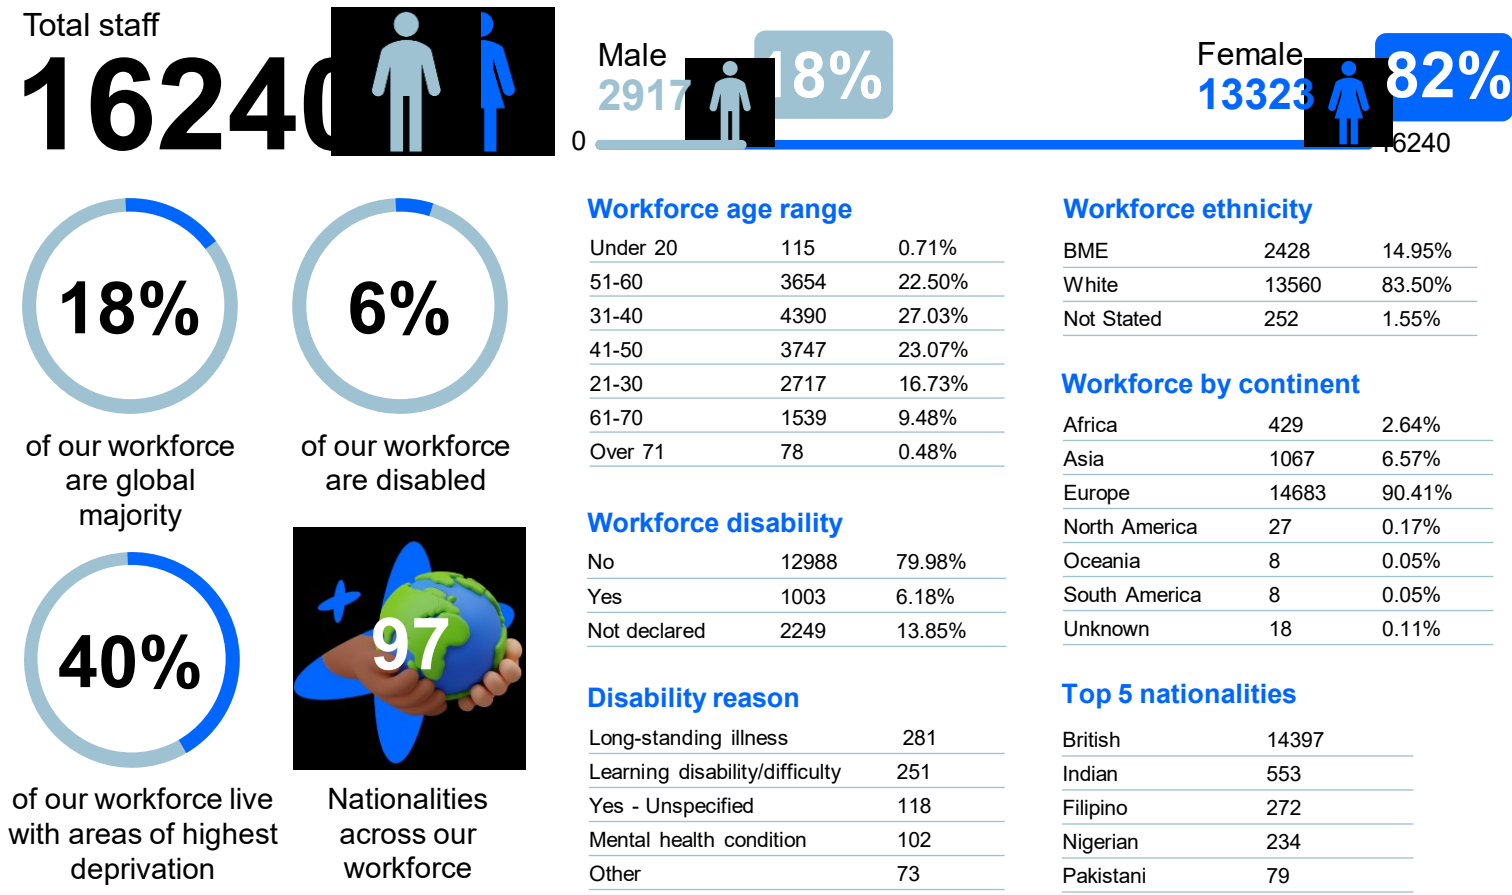 Total staff
16240
Male
2917
18%
Female
13323
82%
0
16240
18%
of our workforce
are global
majority
6%
of our workforce
are disabled
40%
of our workforce live
with areas of highest
deprivation
97
Nationalities
across our
workforce
Workforce age range
Under 20 115 0.71%
51-60 3654 22.50%
31-40 4390 27.03%
41-50 3747 23.07%
21-30 2717 16.73%
61-70 1539 9.48%
Over 71 78 0.48%
Workforce disability
No 12988 79.98%
Yes 1003 6.18%
Not declared 2249 13.85%
Disability reason
Long-standing illness 281
Learning disability/difficulty 251
Yes - Unspecified 118
Mental health condition 102
Other 73
Workforce ethnicity
BME 2428 14.95%
White 13560 83.50%
Not Stated 252 1.55%
Workforce by continent
Africa 429 2.64%
Asia 1067 6.57%
Europe 14683 90.41%
North America 27 0.17%
Oceania 8 0.05%
South America 8 0.05%
Unknown 18 0.11%
Top 5 nationalities
British 14397
Indian 553
Filipino 272
Nigerian 234
Pakistani 79